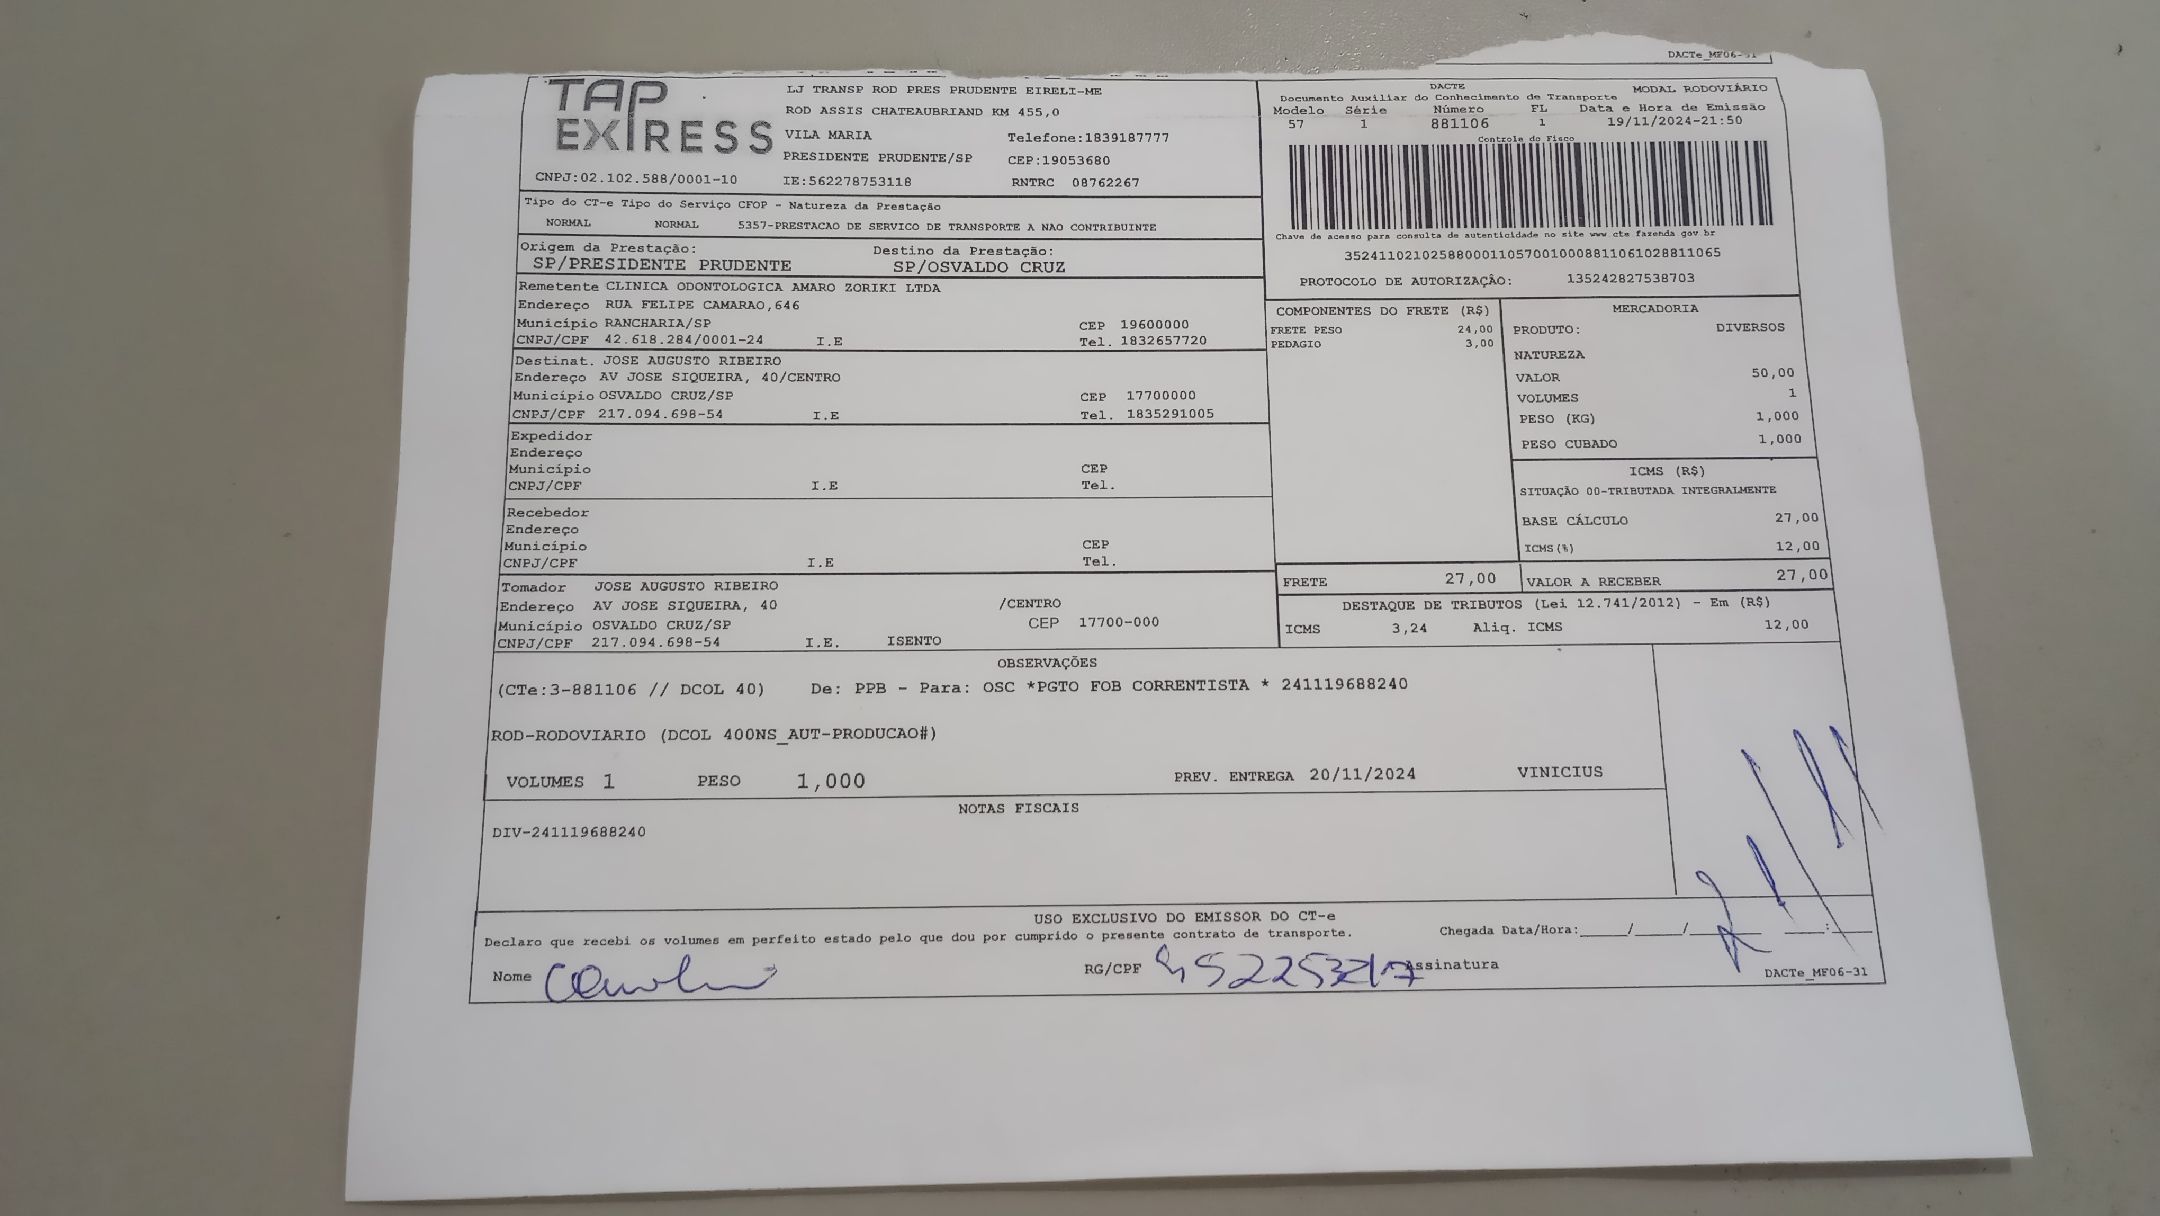 DACTe_MF06-31
TAP EXPRESS
LJ TRANSP ROD PRES PRUDENTE EIRELI-ME
ROD ASSIS CHATEAUBRIAND KM 455,0
VILA MARIA Telefone:1839187777
PRESIDENTE PRUDENTE/SP CEP:19053680
CNPJ:02.102.588/0001-10 IE:562278753118 RNTRC 08762267
DACTE MODAL RODOVIÁRIO
Documento Auxiliar do Conhecimento de Transporte
Modelo Série Número FL Data e Hora de Emissão
57 1 881106 1 19/11/2024-21:50
Controle do Fisco
Chave de acesso para consulta de autenticidade no site www.cte fazenda gov br
35241102102588000110570010008811061028811065
PROTOCOLO DE AUTORIZAÇÃO: 135242827538703
Tipo do CT-e Tipo do Serviço CFOP - Natureza da Prestação
NORMAL NORMAL 5357-PRESTACAO DE SERVICO DE TRANSPORTE A NAO CONTRIBUINTE
Origem da Prestação: Destino da Prestação:
SP/PRESIDENTE PRUDENTE SP/OSVALDO CRUZ
Remetente CLINICA ODONTOLOGICA AMARO ZORIKI LTDA
Endereço RUA FELIPE CAMARAO,646
Município RANCHARIA/SP CEP 19600000
CNPJ/CPF 42.618.284/0001-24 I.E Tel. 1832657720
Destinat. JOSE AUGUSTO RIBEIRO
Endereço AV JOSE SIQUEIRA, 40/CENTRO
Município OSVALDO CRUZ/SP CEP 17700000
CNPJ/CPF 217.094.698-54 I.E Tel. 1835291005
Expedidor
Endereço
Município CEP
CNPJ/CPF I.E Tel.
Recebedor
Endereço
Município CEP
CNPJ/CPF I.E Tel.
Tomador JOSE AUGUSTO RIBEIRO
Endereço AV JOSE SIQUEIRA, 40 /CENTRO
Município OSVALDO CRUZ/SP CEP 17700-000
CNPJ/CPF 217.094.698-54 I.E. ISENTO
COMPONENTES DO FRETE (R$)
FRETE PESO 24,00
PEDAGIO 3,00
MERCADORIA
PRODUTO: DIVERSOS
NATUREZA
VALOR 50,00
VOLUMES 1
PESO (KG) 1,000
PESO CUBADO 1,000
ICMS (R$)
SITUAÇÃO 00-TRIBUTADA INTEGRALMENTE
BASE CÁLCULO 27,00
ICMS(%) 12,00
FRETE 27,00 VALOR A RECEBER 27,00
DESTAQUE DE TRIBUTOS (Lei 12.741/2012) - Em (R$)
ICMS 3,24 Aliq. ICMS 12,00
OBSERVAÇÕES
(CTe:3-881106 // DCOL 40) De: PPB - Para: OSC *PGTO FOB CORRENTISTA * 241119688240
ROD-RODOVIARIO (DCOL 400NS_AUT-PRODUCAO#)
VOLUMES 1 PESO 1,000 PREV. ENTREGA 20/11/2024 VINICIUS
NOTAS FISCAIS
DIV-241119688240
USO EXCLUSIVO DO EMISSOR DO CT-e
Declaro que recebi os volumes em perfeito estado pelo que dou por cumprido o presente contrato de transporte. Chegada Data/Hora:_____/_____/_____ ____:____
Nome RG/CPF Assinatura
DACTe_MF06-31